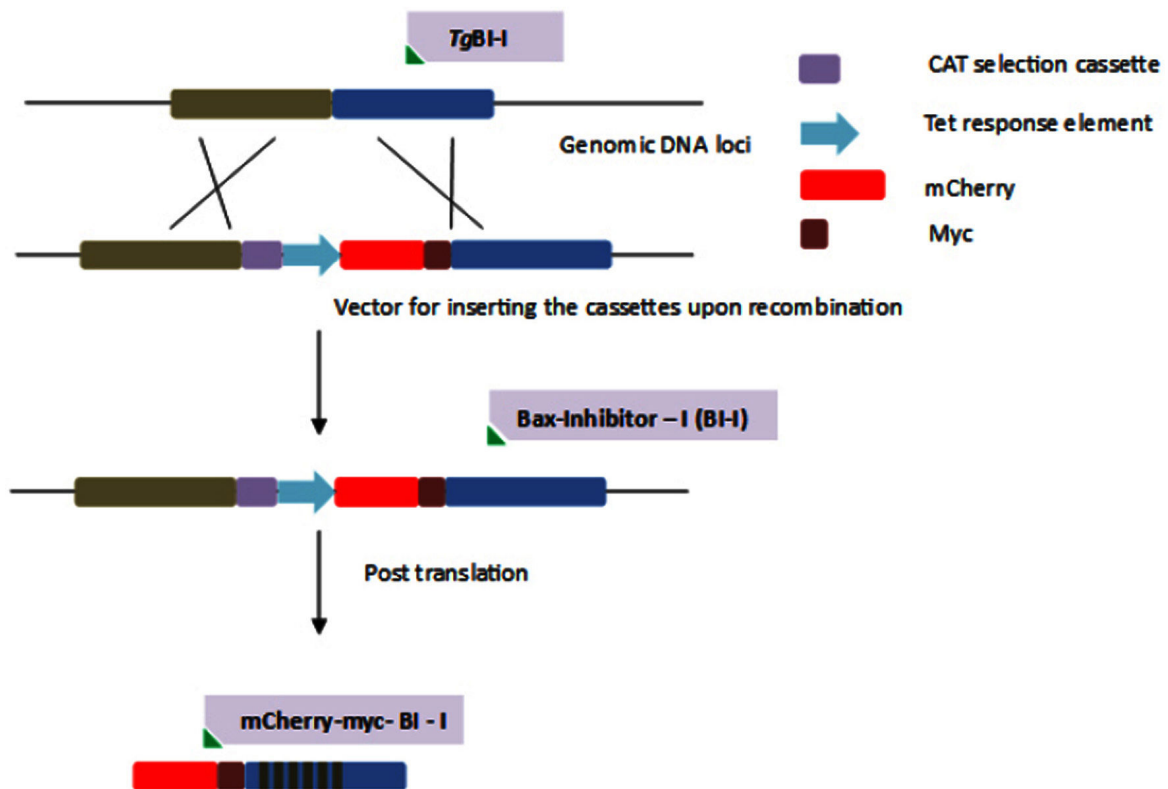 TgBI-I
CAT selection cassette
Tet response element
Genomic DNA loci
mCherry
Myc
Vector for inserting the cassettes upon recombination
Bax-Inhibitor – I (BI-I)
Post translation
mCherry-myc- BI - I